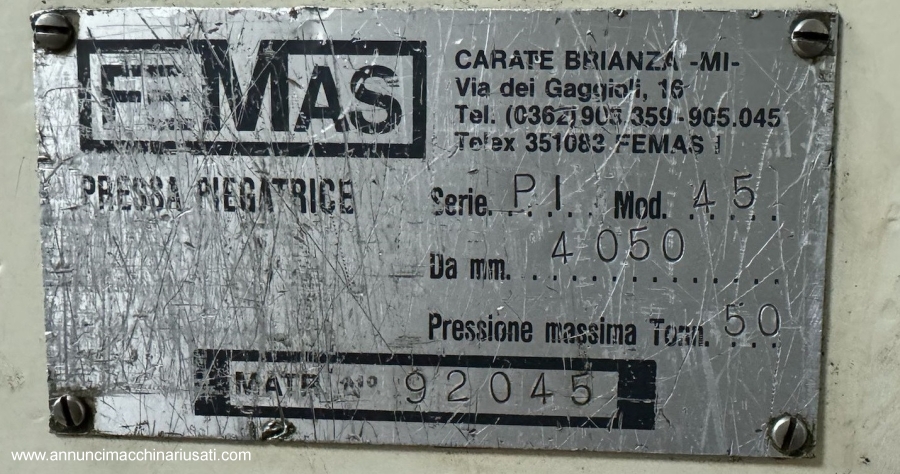 FEMAS
CARATE BRIANZA -MI-
Via dei Gaggioli, 16
Tel. (0362) 903.359-905.045
Telex 351083 FEMAS I
PRESSA PIEGATRICE
Serie. P I Mod. 45
Da mm. 4 050
Pressione massima Tonn. 50
MATR. N° 92045
www.annuncimacchinariusati.com